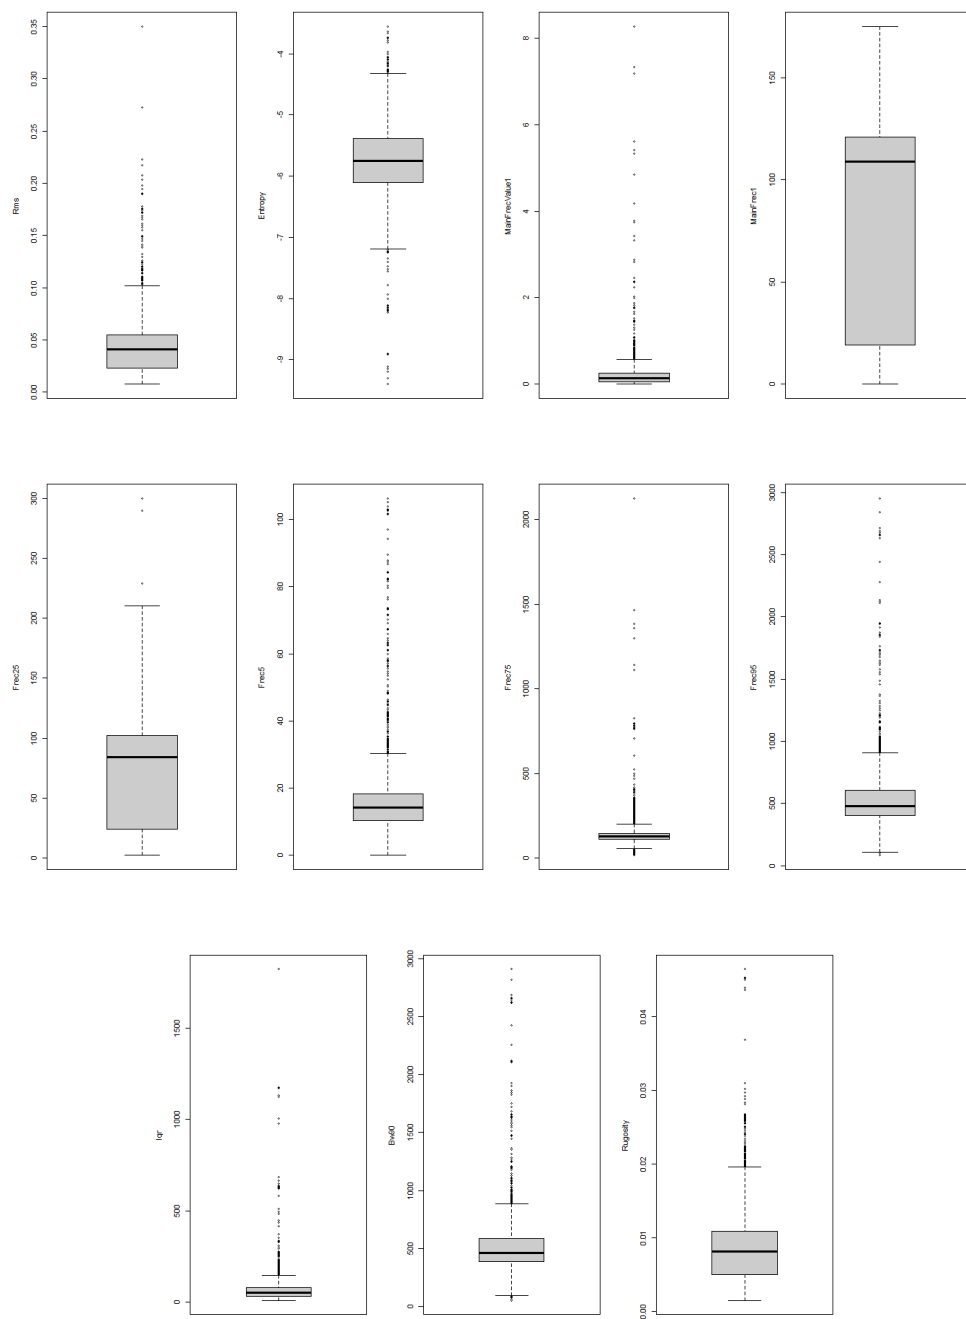 Rms
0.00 0.05 0.10 0.15 0.20 0.25 0.30 0.35
Entropy
-9 -8 -7 -6 -5 -4
MainFrecValue1
0 2 4 6 8
MainFrec1
0 50 100 150
Frec25
0 50 100 150 200 250 300
Frec5
0 20 40 60 80 100
Frec75
0 500 1000 1500 2000
Frec95
0 500 1000 1500 2000 2500 3000
Iqr
0 500 1000 1500
Bw90
0 500 1000 1500 2000 2500 3000
Rugosity
0.00 0.01 0.02 0.03 0.04